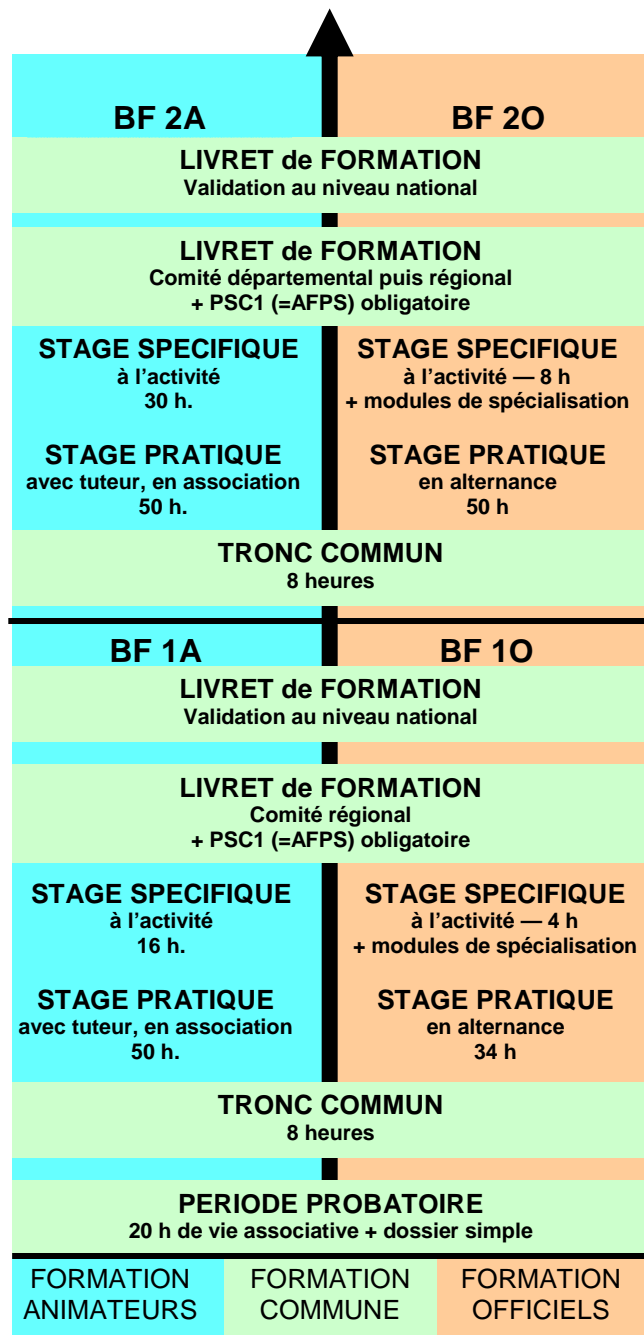 BF 2A
BF 2O
LIVRET de FORMATION
Validation au niveau national
LIVRET de FORMATION
Comité départemental puis régional
+ PSC1 (=AFPS) obligatoire
STAGE SPECIFIQUE
à l'activité
30 h.
STAGE SPECIFIQUE
à l'activité — 8 h
+ modules de spécialisation
STAGE PRATIQUE
avec tuteur, en association
50 h.
STAGE PRATIQUE
en alternance
50 h
TRONC COMMUN
8 heures
BF 1A
BF 1O
LIVRET de FORMATION
Validation au niveau national
LIVRET de FORMATION
Comité régional
+ PSC1 (=AFPS) obligatoire
STAGE SPECIFIQUE
à l'activité
16 h.
STAGE SPECIFIQUE
à l'activité — 4 h
+ modules de spécialisation
STAGE PRATIQUE
avec tuteur, en association
50 h.
STAGE PRATIQUE
en alternance
34 h
TRONC COMMUN
8 heures
PERIODE PROBATOIRE
20 h de vie associative + dossier simple
FORMATION
ANIMATEURS
FORMATION
COMMUNE
FORMATION
OFFICIELS